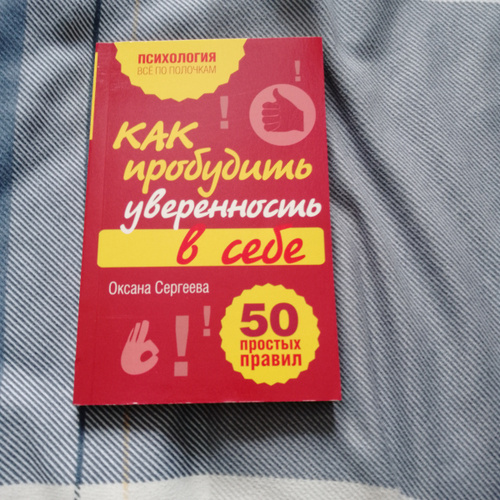 ПСИХОЛОГИЯ
ВСЁ ПО ПОЛОЧКАМ
КАК
пробудить
уверенность
в себе
Оксана Сергеева
50
простых
правил